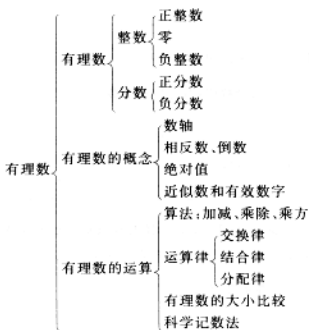 正整数
整数
零
有理数
负整数
分数
正分数
负分数
数轴
有理数的概念
相反数、倒数
绝对值
有理数
近似数和有效数字
算法:加减、乘除、乘方
交换律
有理数的运算
运算律
结合律
分配律
有理数的大小比较
科学记数法